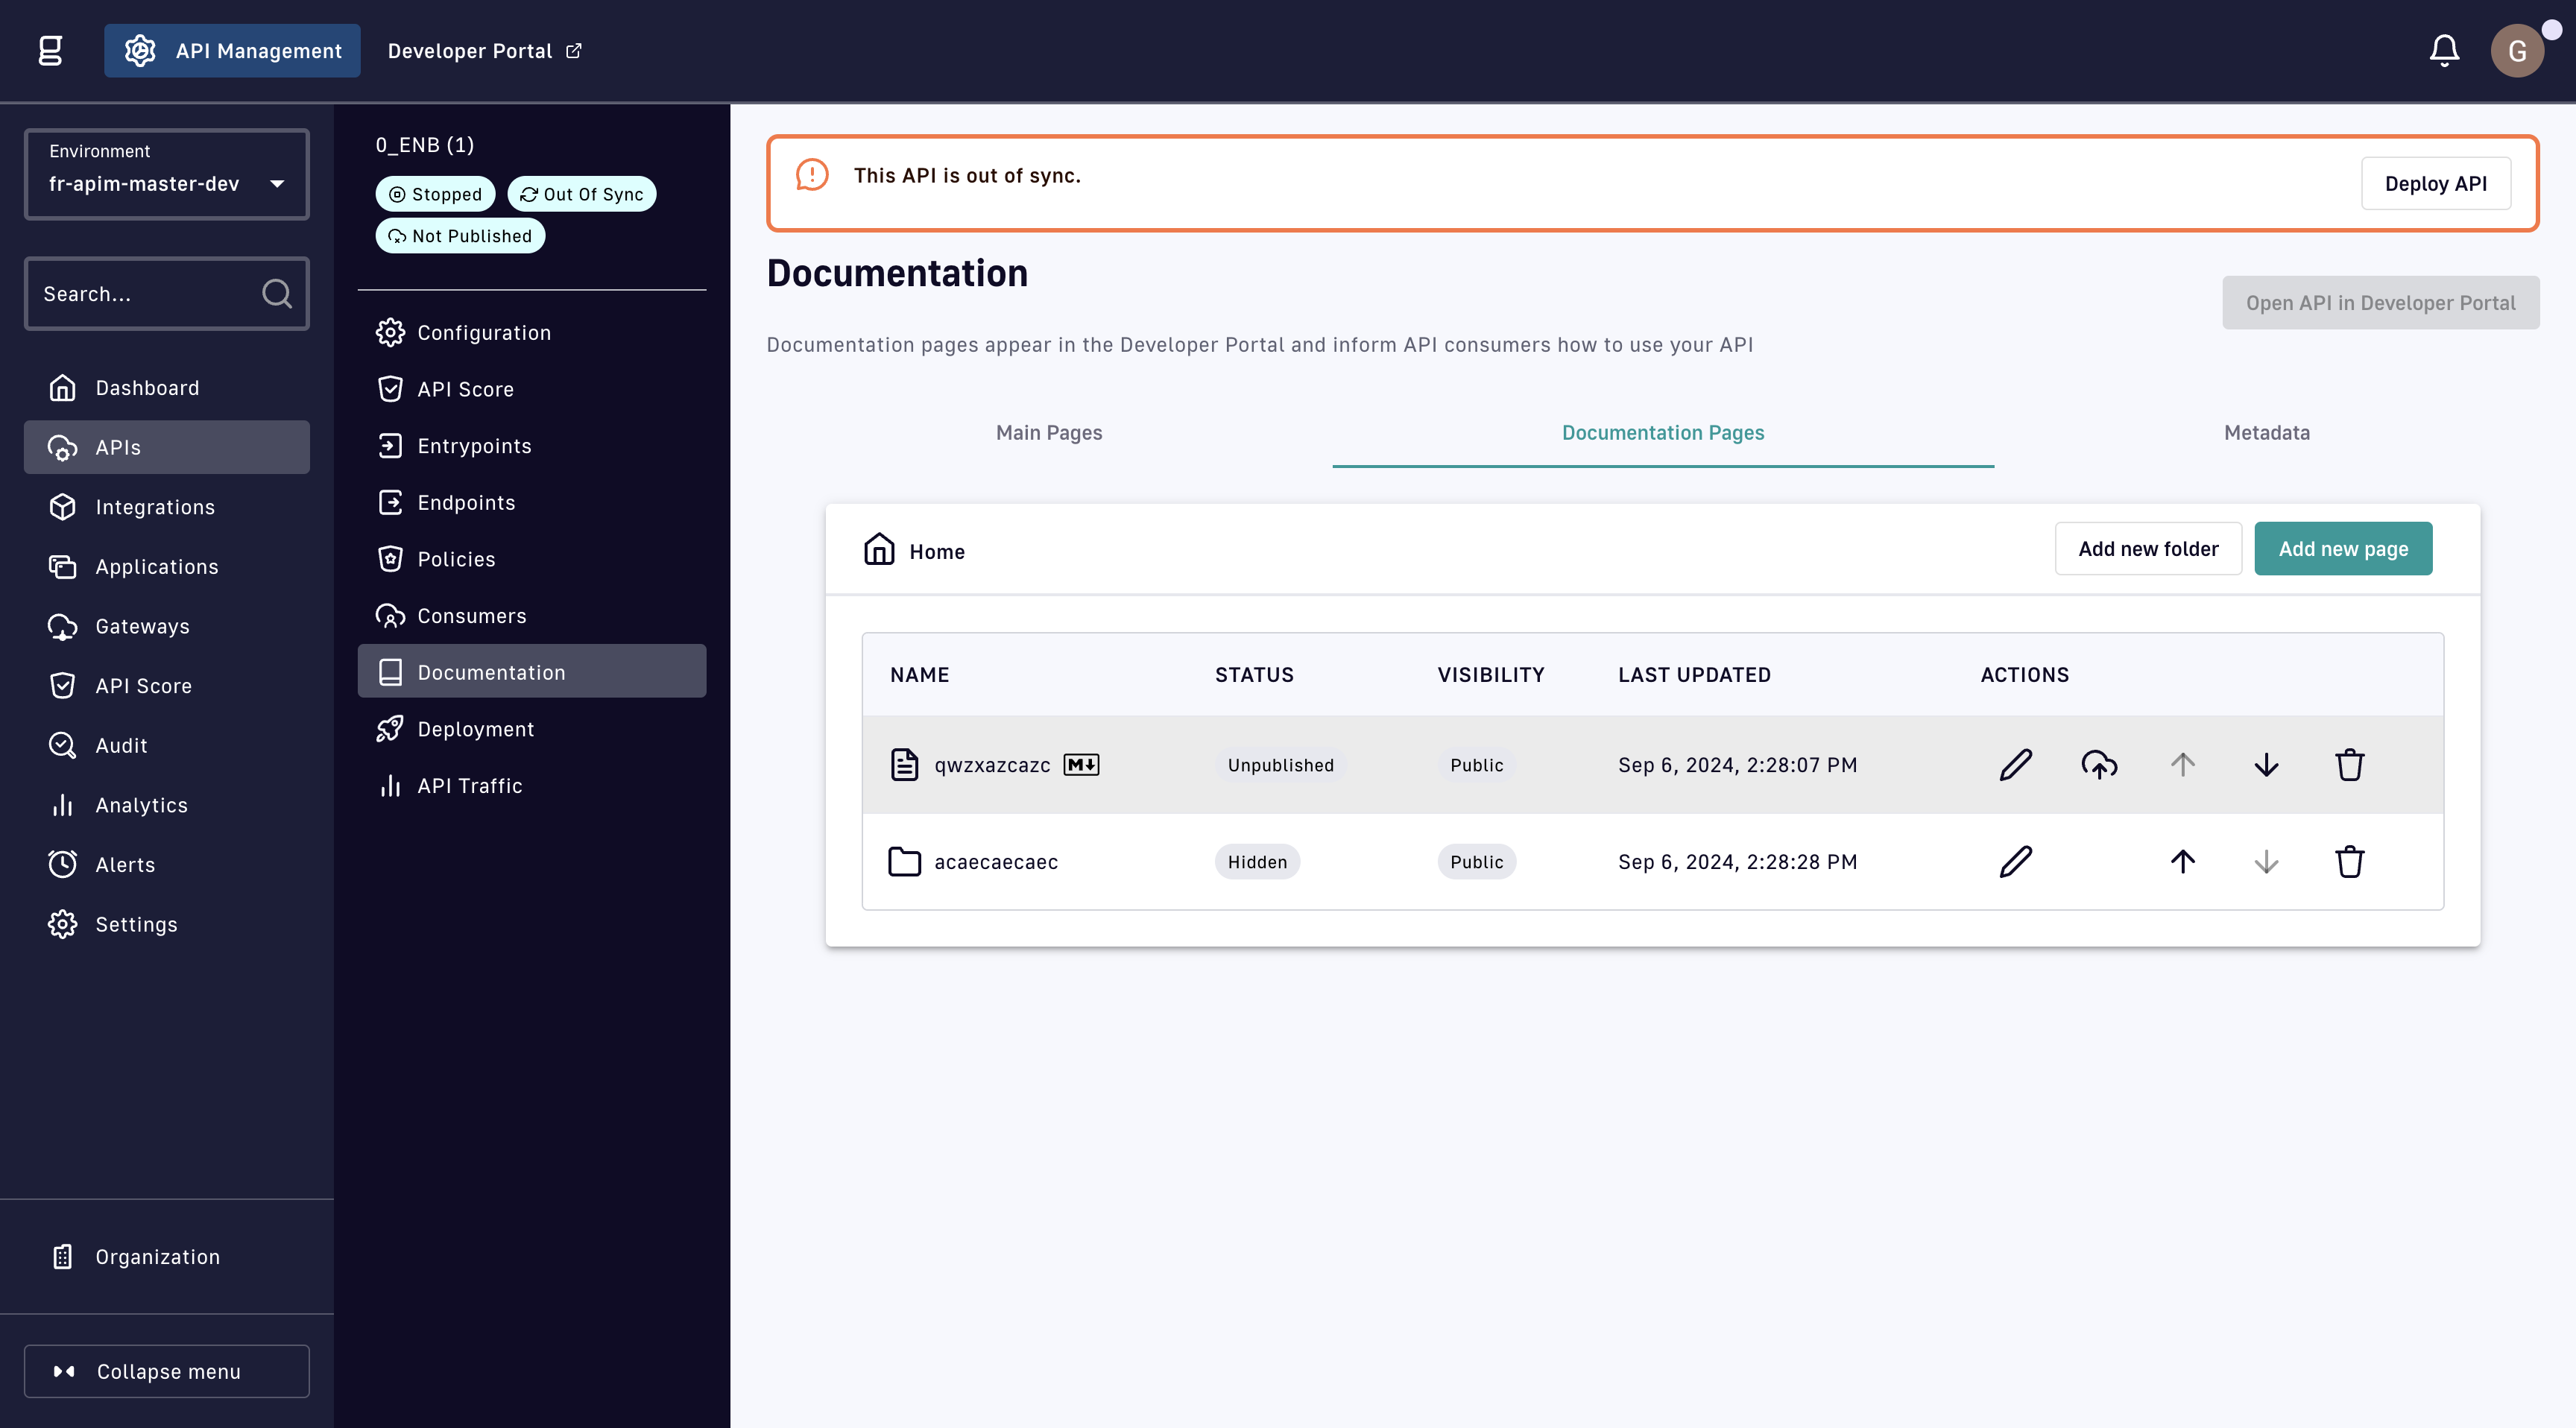 g API Management Developer Portal G
Environment
fr-apim-master-dev
Search...
Dashboard
APIs
Integrations
Applications
Gateways
API Score
Audit
Analytics
Alerts
Settings
Organization
Collapse menu
0_ENB (1)
Stopped Out Of Sync
Not Published
Configuration
API Score
Entrypoints
Endpoints
Policies
Consumers
Documentation
Deployment
API Traffic
This API is out of sync. Deploy API
Documentation
Open API in Developer Portal
Documentation pages appear in the Developer Portal and inform API consumers how to use your API
Main Pages Documentation Pages Metadata
Home Add new folder Add new page
NAME STATUS VISIBILITY LAST UPDATED ACTIONS
qwzxazcazc M Unpublished Public Sep 6, 2024, 2:28:07 PM
acaecaecaec Hidden Public Sep 6, 2024, 2:28:28 PM